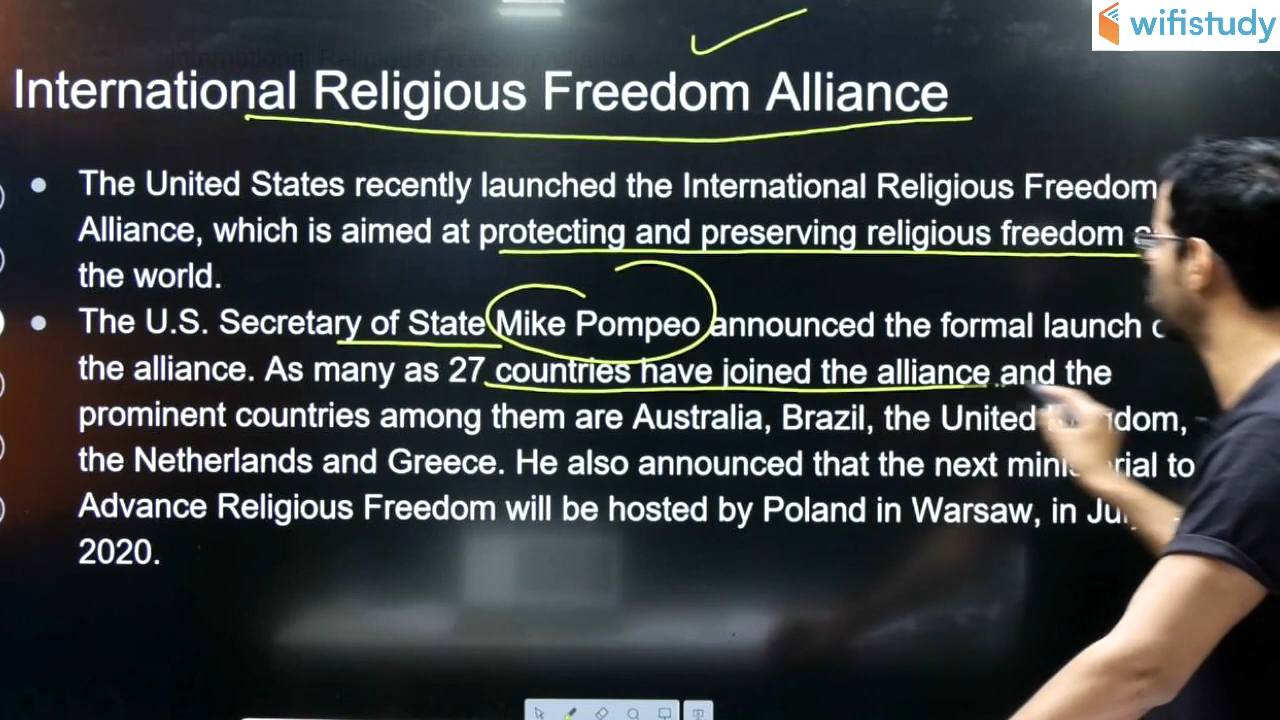 wifistudy
International Religious Freedom Alliance
The United States recently launched the International Religious Freedom
Alliance, which is aimed at protecting and preserving religious freedom
the world.
The U.S. Secretary of State Mike Pompeo announced the formal launch
the alliance. As many as 27 countries have joined the alliance and the
prominent countries among them are Australia, Brazil, the United
the Netherlands and Greece. He also announced that the next to
Advance Religious Freedom will be hosted by Poland in Warsaw, in
2020.